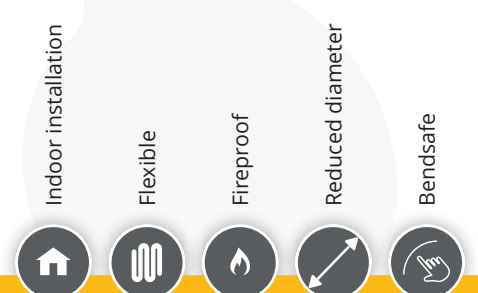 Indoor installation
Flexible
Fireproof
Reduced diameter
Bendsafe